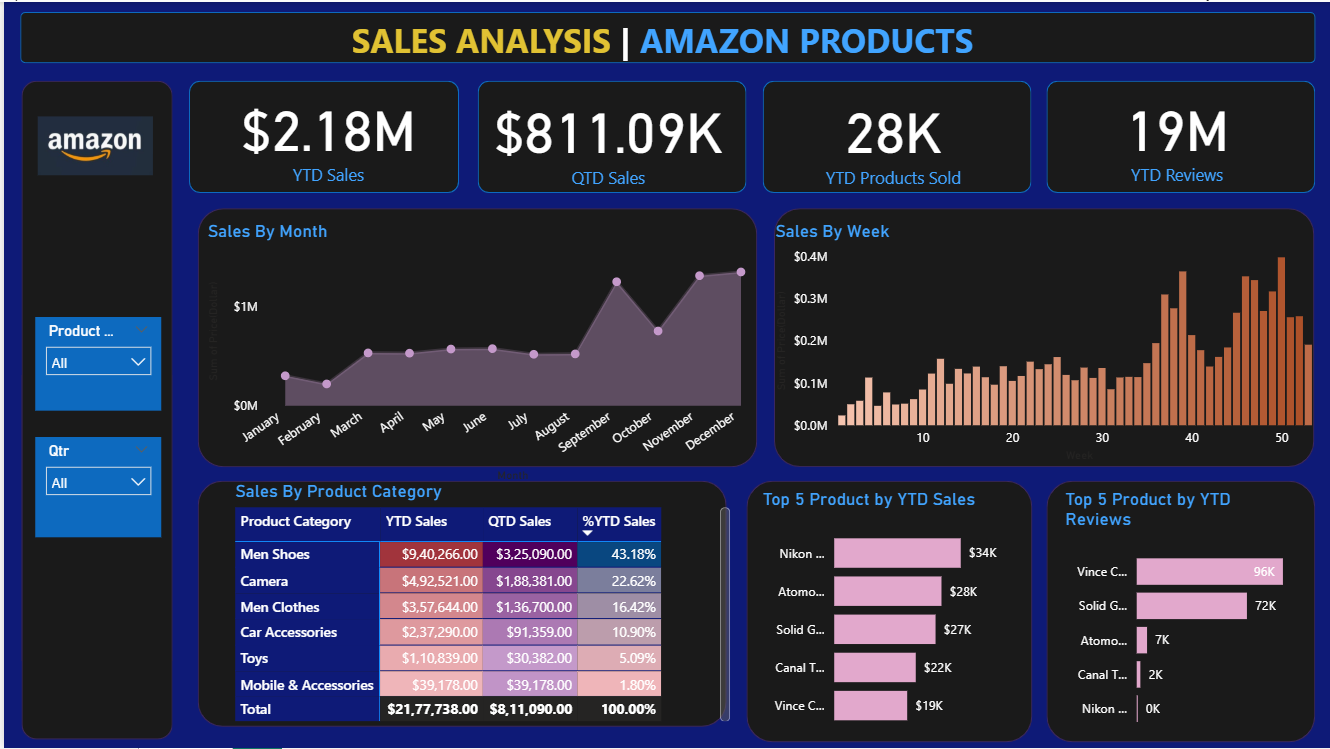 SALES ANALYSIS | AMAZON PRODUCTS
amazon
$2.18M
YTD Sales
$811.09K
QTD Sales
28K
YTD Products Sold
19M
YTD Reviews
Product ...
All
Qtr
All
Sales By Month
$1M
$0M
January
February
March
April
May
June
July
August
September
October
November
December
Sales By Week
$0.4M
$0.3M
$0.2M
$0.1M
$0.0M
10 20 30 40 50
Week
Sales By Product Category
Product Category YTD Sales QTD Sales %YTD Sales
Men Shoes $9,40,266.00 $3,25,090.00 43.18%
Camera $4,92,521.00 $1,88,381.00 22.62%
Men Clothes $3,57,644.00 $1,36,700.00 16.42%
Car Accessories $2,37,290.00 $91,359.00 10.90%
Toys $1,10,839.00 $30,382.00 5.09%
Mobile & Accessories $39,178.00 $39,178.00 1.80%
Total $21,77,738.00 $8,11,090.00 100.00%
Top 5 Product by YTD Sales
Nikon ... $34K
Atomo... $28K
Solid G... $27K
Canal T... $22K
Vince C... $19K
Top 5 Product by YTD
Reviews
Vince C... 96K
Solid G... 72K
Atomo... 7K
Canal T... 2K
Nikon ... 0K